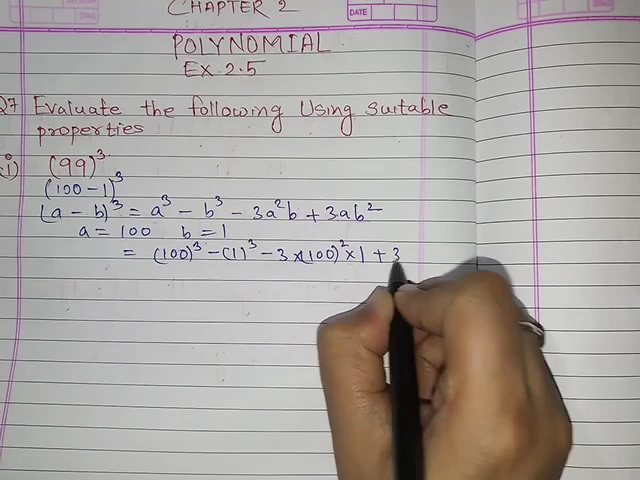 CHAPTER 2
DATE
POLYNOMIAL
EX 2.5
Q7 Evaluate the following Using suitable
properties
(i) (99)³
(100 - 1)³
(a - b)³ = a³ - b³ - 3a²b + 3ab²
a = 100 b = 1
= (100)³ - (1)³ - 3 × (100)² × 1 + 3